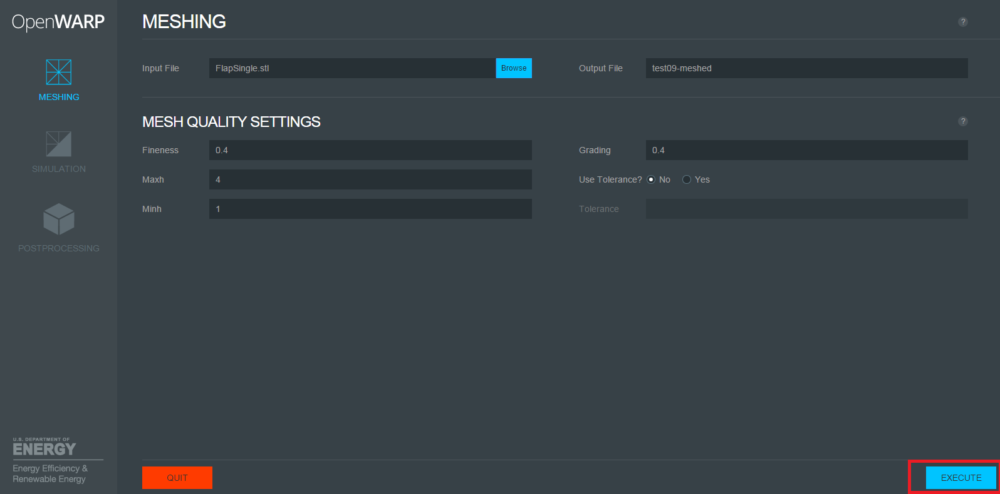 OpenWARP
MESHING
SIMULATION
POSTPROCESSING
U.S. DEPARTMENT OF
ENERGY
Energy Efficiency &
Renewable Energy
MESHING
?
Input File
FlapSingle.stl
Browse
Output File
test09-meshed
MESH QUALITY SETTINGS
?
Fineness
0.4
Grading
0.4
Maxh
4
Use Tolerance?
No
Yes
Minh
1
Tolerance
QUIT
EXECUTE